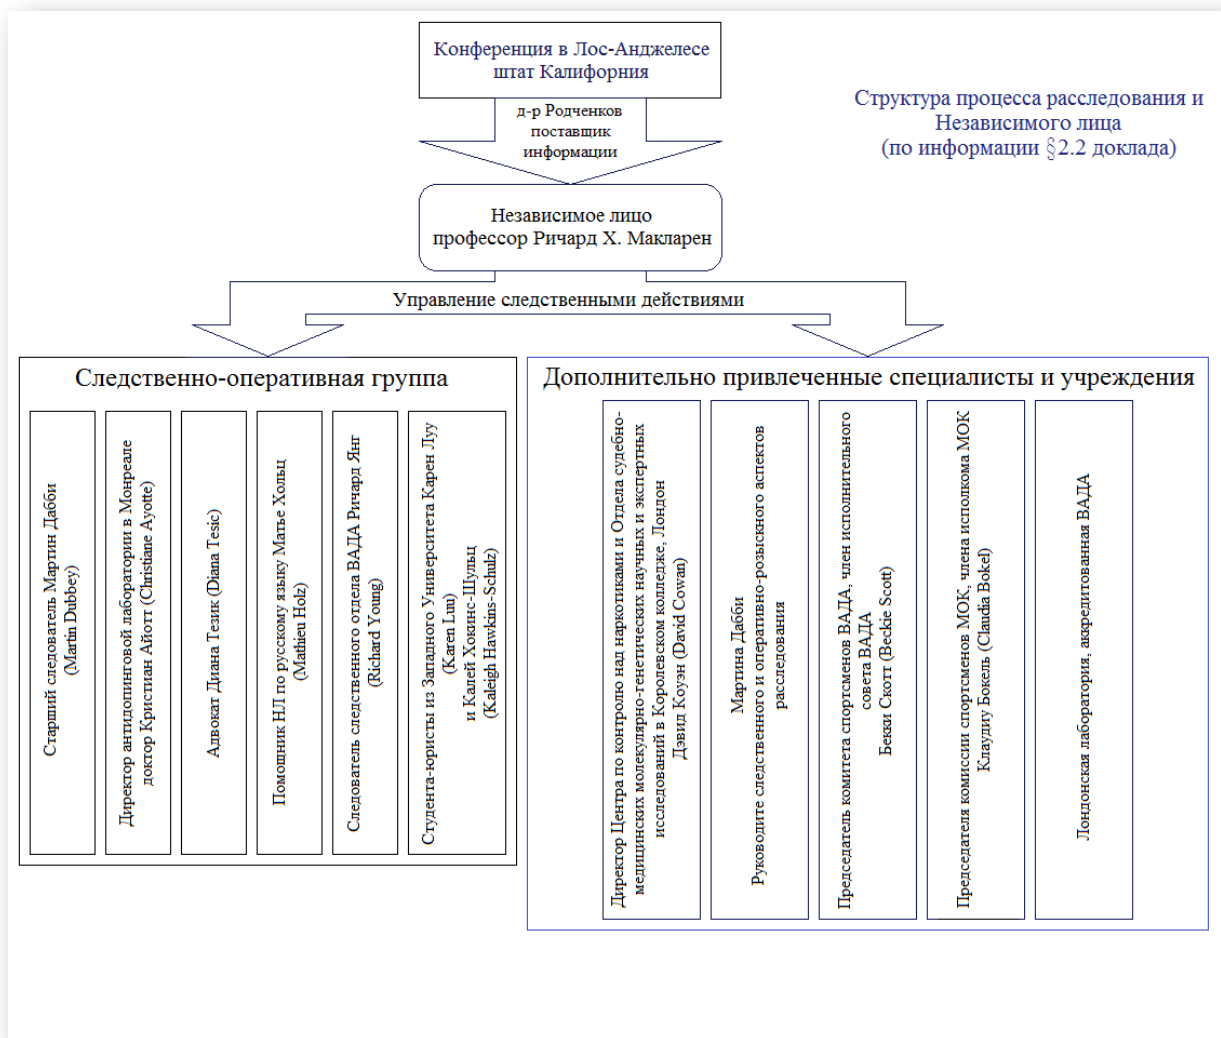 Конференция в Лос-Анджелесе
штат Калифорния
д-р Родченков
поставщик
информации
Структура процесса расследования и
Независимого лица
(по информации §2.2 доклада)
Независимое лицо
профессор Ричард Х. Макларен
Управление следственными действиями
Следственно-оперативная группа
Старший следователь Мартин Дабби
(Martin Dubbey)
Директор антидопинговой лаборатории в Монреале
доктор Кристиан Айотт (Christiane Ayotte)
Адвокат Диана Тезик (Diana Tesic)
Помощник НЛ по русскому языку Матье Хольц
(Mathieu Holz)
Следователь следственного отдела ВАДА Ричард Янг
(Richard Young)
Студента-юристы из Западного Университета Карен Луу
(Karen Luu)
и Калей Хокинс-Шульц
(Kaleigh Hawkins-Schulz)
Дополнительно привлеченные специалисты и учреждения
Директор Центра по контролю над наркотиками и Отдела судебно-
медицинских молекулярно-генетических научных и экспертных
исследований в Королевском колледже, Лондон
Дэвид Коуэн (David Cowan)
Мартина Дабби
Руководите следственного и оперативно-розыскного аспектов
расследования
Председатель комитета спортсменов ВАДА, член исполнительного
совета ВАДА
Бекки Скотт (Beckie Scott)
Председателя комиссии спортсменов МОК, члена исполкома МОК
Клаудиу Бокель (Claudia Bokel)
Лондонская лаборатория, аккредитованная ВАДА